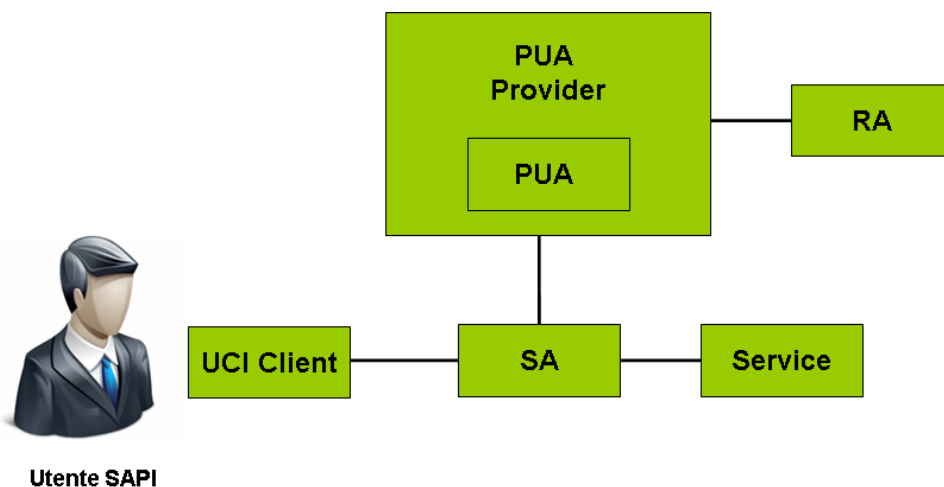 PUA
Provider
PUA
RA
UCI Client
SA
Service
Utente SAPI